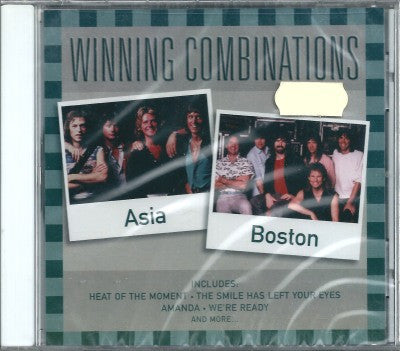 WINNING COMBINATIONS
Asia
Boston
INCLUDES:
HEAT OF THE MOMENT • THE SMILE HAS LEFT YOUR EYES
AMANDA • WE'RE READY
AND MORE...